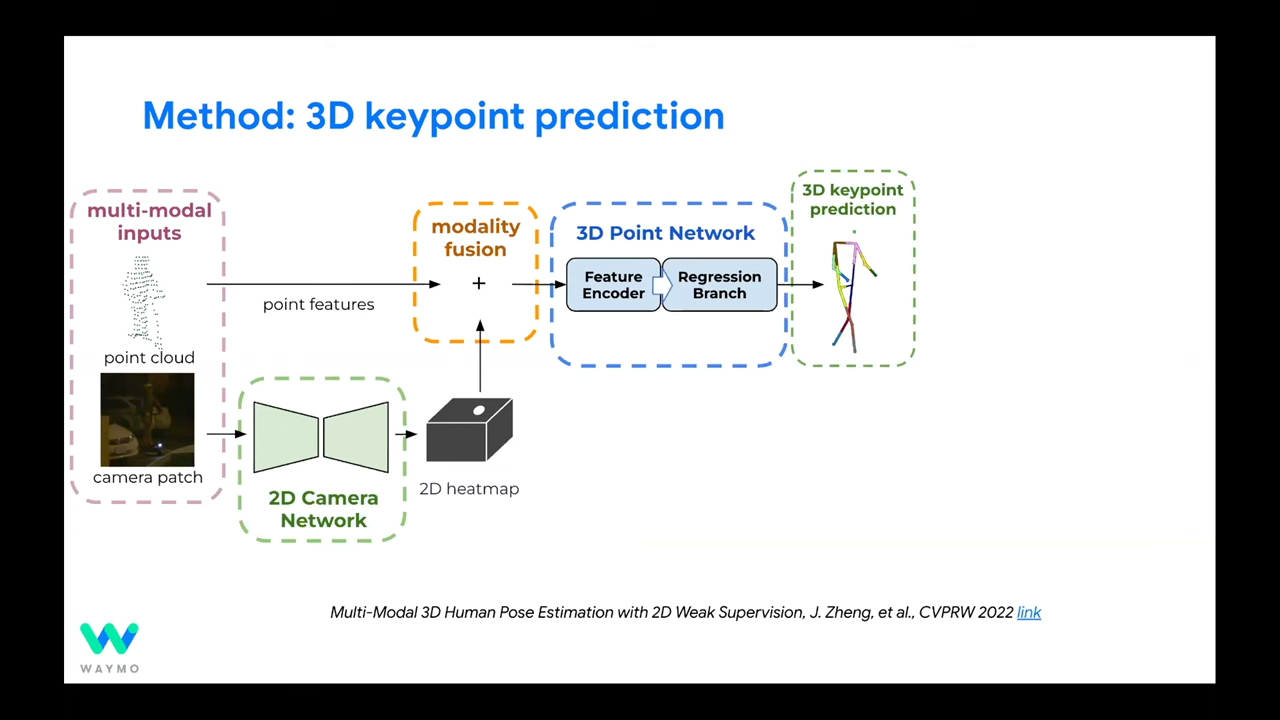 Method: 3D keypoint prediction
multi-modal
inputs
point cloud
camera patch
point features
2D Camera
Network
2D heatmap
modality
fusion
+
3D Point Network
Feature
Encoder
Regression
Branch
3D keypoint
prediction
Multi-Modal 3D Human Pose Estimation with 2D Weak Supervision, J. Zheng, et al., CVPRW 2022 link
WAYMO